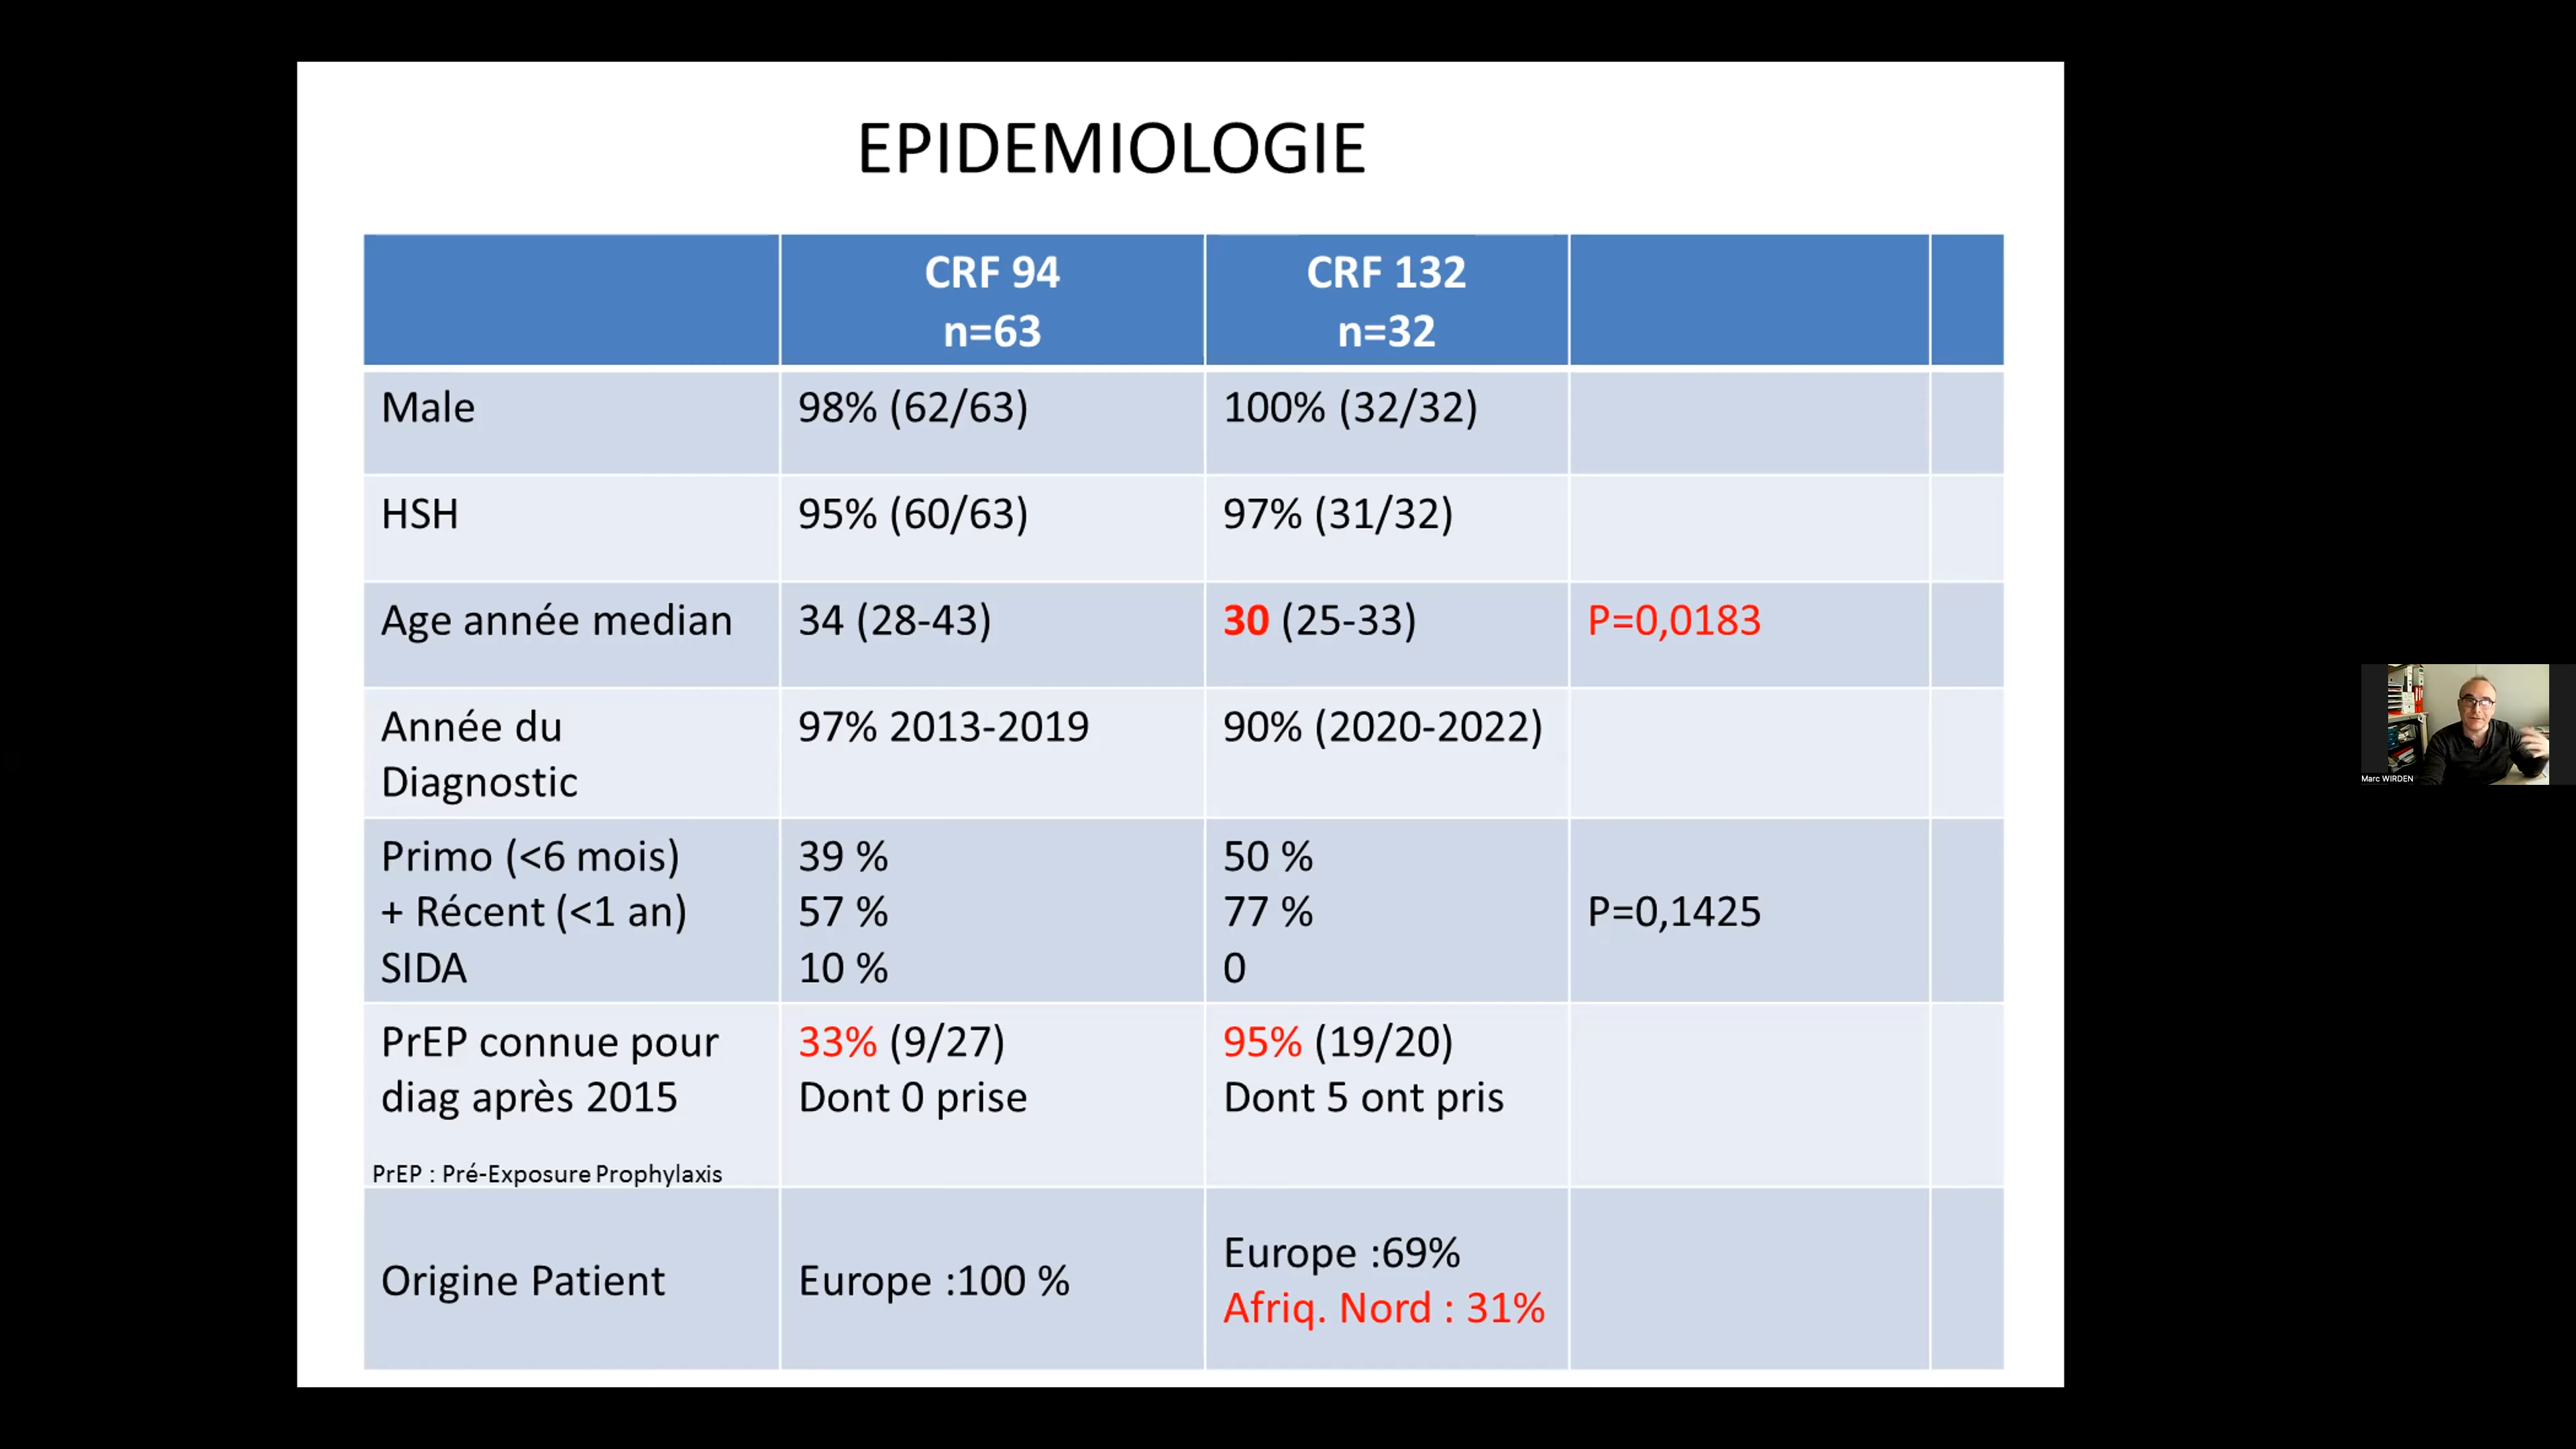 EPIDEMIOLOGIE
CRF 94
n=63
CRF 132
n=32
Male
98% (62/63)
100% (32/32)
HSH
95% (60/63)
97% (31/32)
Age année median
34 (28-43)
30 (25-33)
P=0,0183
Année du
Diagnostic
97% 2013-2019
90% (2020-2022)
Primo (<6 mois)
+ Récent (<1 an)
SIDA
39 %
57 %
10 %
50 %
77 %
0
P=0,1425
PrEP connue pour
diag après 2015
PrEP : Pré-Exposure Prophylaxis
33% (9/27)
Dont 0 prise
95% (19/20)
Dont 5 ont pris
Origine Patient
Europe :100 %
Europe :69%
Afriq. Nord : 31%
Marc WIRDEN